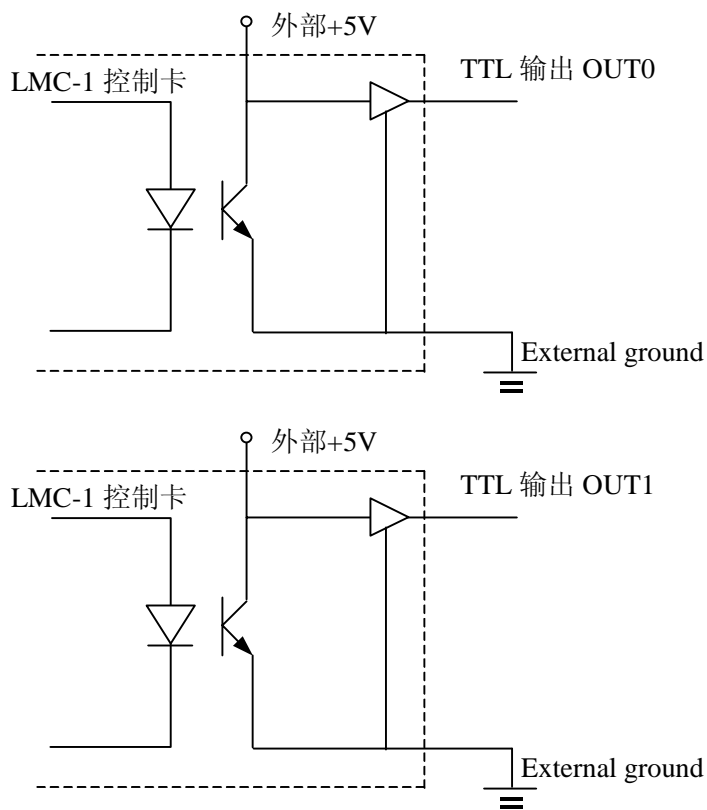 外部+5V
LMC-1 控制卡
TTL 输出 OUT0
External ground
外部+5V
LMC-1 控制卡
TTL 输出 OUT1
External ground